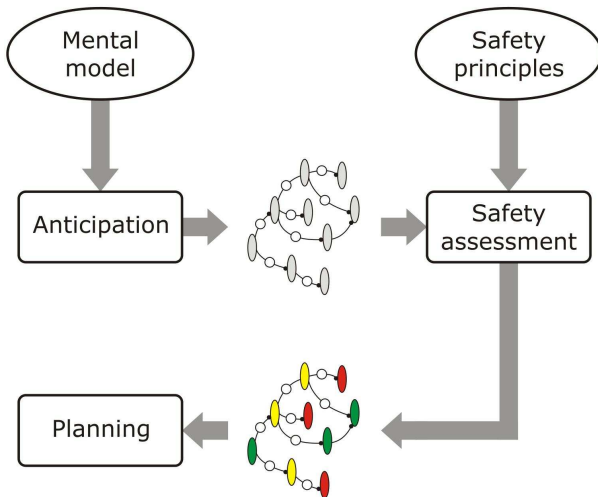 Mental
model
Safety
principles
Anticipation
Safety
assessment
Planning